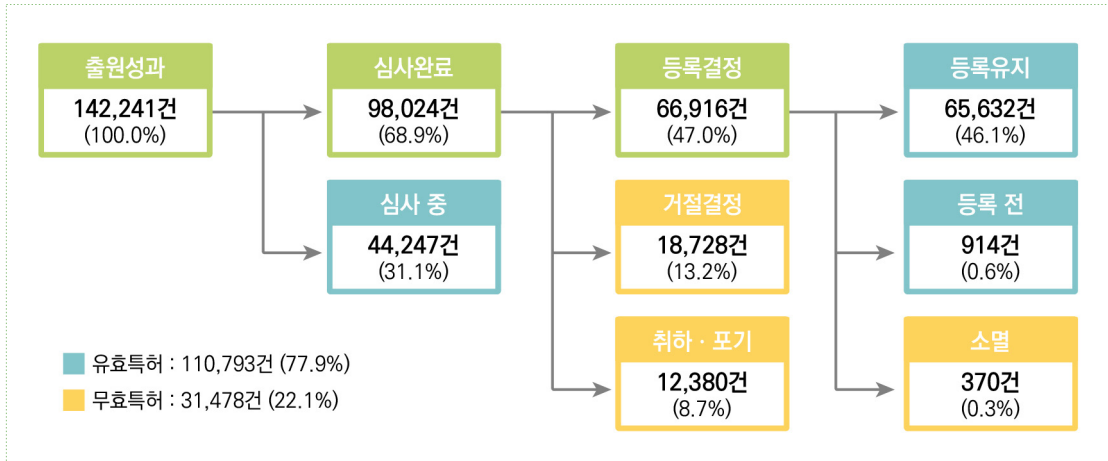 출원성과
142,241건
(100.0%)
심사완료
98,024건
(68.9%)
등록결정
66,916건
(47.0%)
등록유지
65,632건
(46.1%)
심사 중
44,247건
(31.1%)
거절결정
18,728건
(13.2%)
등록 전
914건
(0.6%)
취하 · 포기
12,380건
(8.7%)
소멸
370건
(0.3%)
유효특허 : 110,793건 (77.9%)
무효특허 : 31,478건 (22.1%)